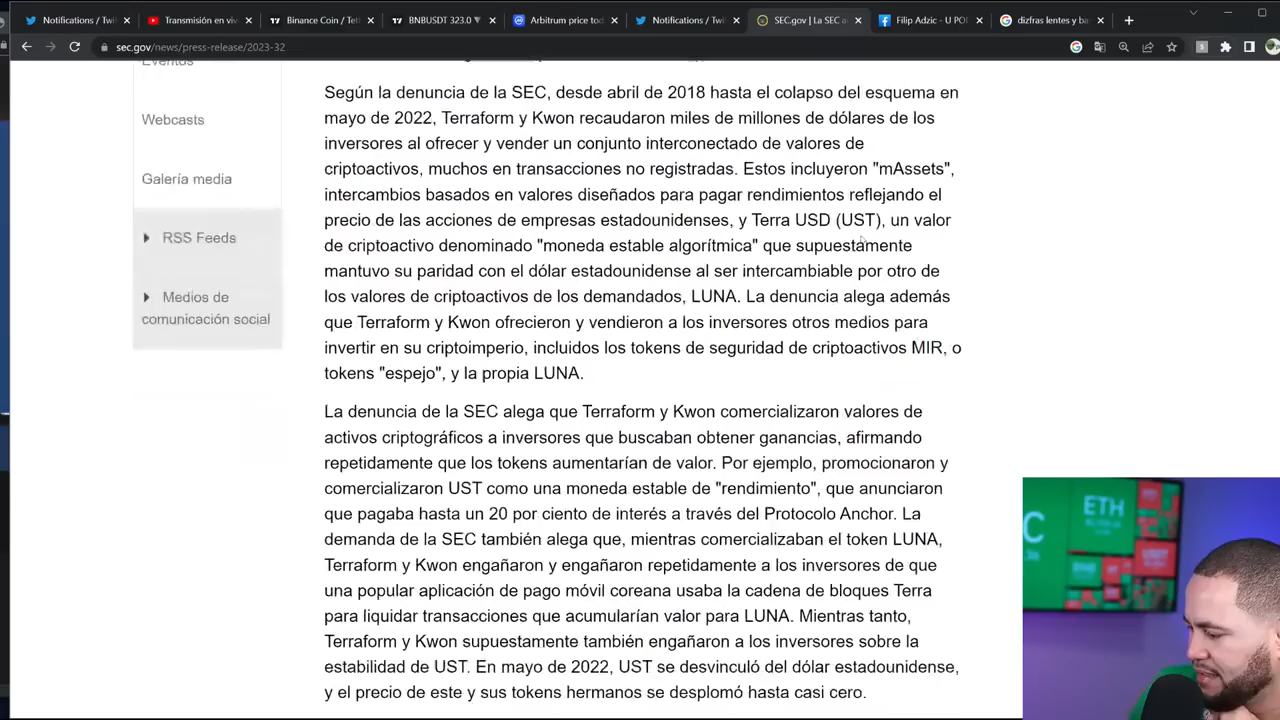 Notifications / Twi
Transmisión en viv
Binance Coin / Teth
BNBUSDT 323.0 ▼
Arbitrum price tod
Notifications / Twi
SEC.gov | La SEC a
Filip Adzic - U PO
dizfras lentes y ba
sec.gov/news/press-release/2023-32
Eventos
Webcasts
Galería media
RSS Feeds
Medios de
comunicación social
Según la denuncia de la SEC, desde abril de 2018 hasta el colapso del esquema en
mayo de 2022, Terraform y Kwon recaudaron miles de millones de dólares de los
inversores al ofrecer y vender un conjunto interconectado de valores de
criptoactivos, muchos en transacciones no registradas. Estos incluyeron "mAssets",
intercambios basados en valores diseñados para pagar rendimientos reflejando el
precio de las acciones de empresas estadounidenses, y Terra USD (UST), un valor
de criptoactivo denominado "moneda estable algorítmica" que supuestamente
mantuvo su paridad con el dólar estadounidense al ser intercambiable por otro de
los valores de criptoactivos de los demandados, LUNA. La denuncia alega además
que Terraform y Kwon ofrecieron y vendieron a los inversores otros medios para
invertir en su criptoimperio, incluidos los tokens de seguridad de criptoactivos MIR, o
tokens "espejo", y la propia LUNA.
La denuncia de la SEC alega que Terraform y Kwon comercializaron valores de
activos criptográficos a inversores que buscaban obtener ganancias, afirmando
repetidamente que los tokens aumentarían de valor. Por ejemplo, promocionaron y
comercializaron UST como una moneda estable de "rendimiento", que anunciaron
que pagaba hasta un 20 por ciento de interés a través del Protocolo Anchor. La
demanda de la SEC también alega que, mientras comercializaban el token LUNA,
Terraform y Kwon engañaron y engañaron repetidamente a los inversores de que
una popular aplicación de pago móvil coreana usaba la cadena de bloques Terra
para liquidar transacciones que acumularían valor para LUNA. Mientras tanto,
Terraform y Kwon supuestamente también engañaron a los inversores sobre la
estabilidad de UST. En mayo de 2022, UST se desvinculó del dólar estadounidense,
y el precio de este y sus tokens hermanos se desplomó hasta casi cero.
ETH